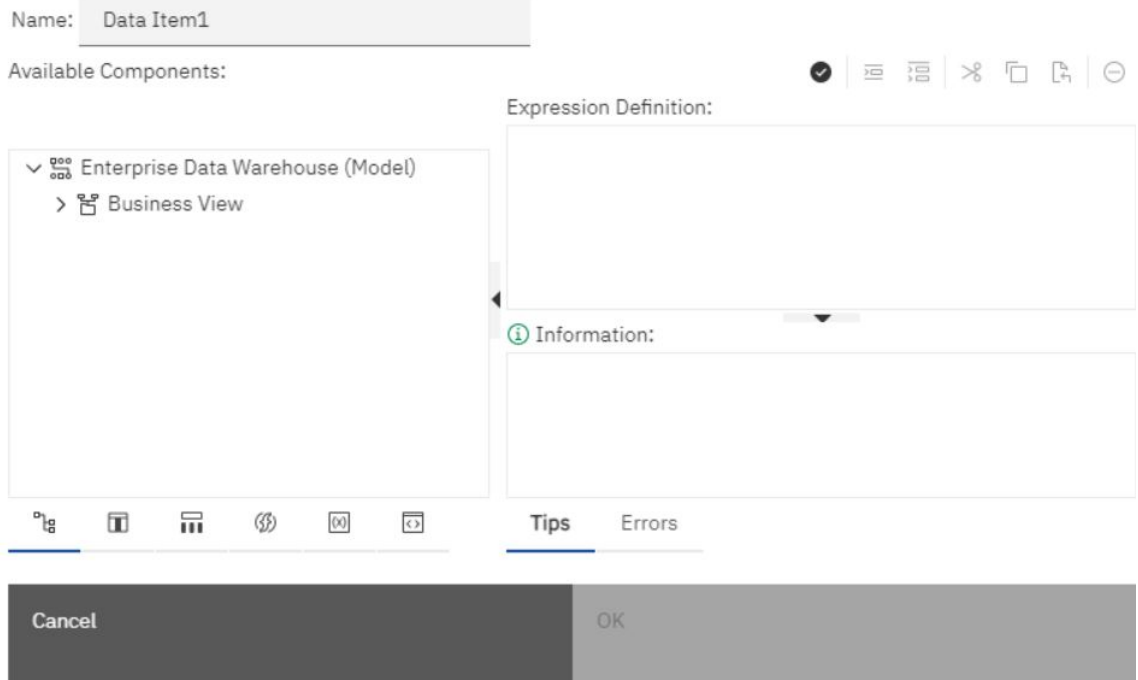 Name: Data Item1
Available Components:
Expression Definition:
Enterprise Data Warehouse (Model)
Business View
Information:
Tips Errors
Cancel OK